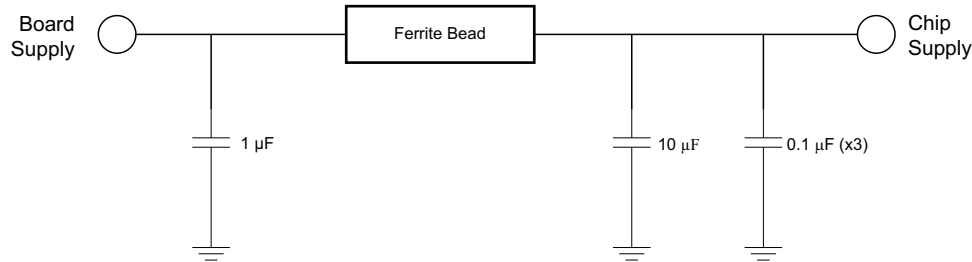 Board
Supply
Ferrite Bead
Chip
Supply
1 µF
10 μF
0.1 μF (x3)